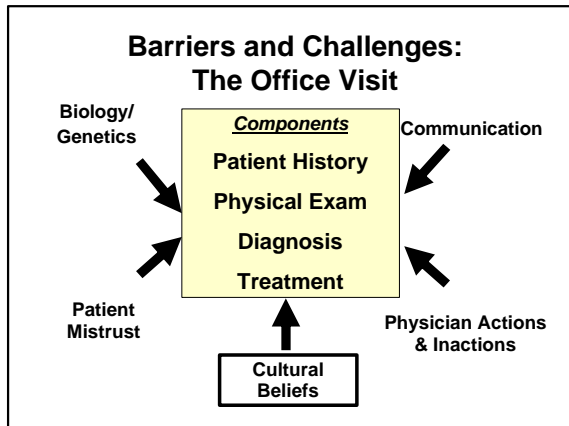 Barriers and Challenges:
The Office Visit
Biology/
Genetics
Components
Patient History
Physical Exam
Diagnosis
Treatment
Communication
Patient
Mistrust
Physician Actions
& Inactions
Cultural
Beliefs